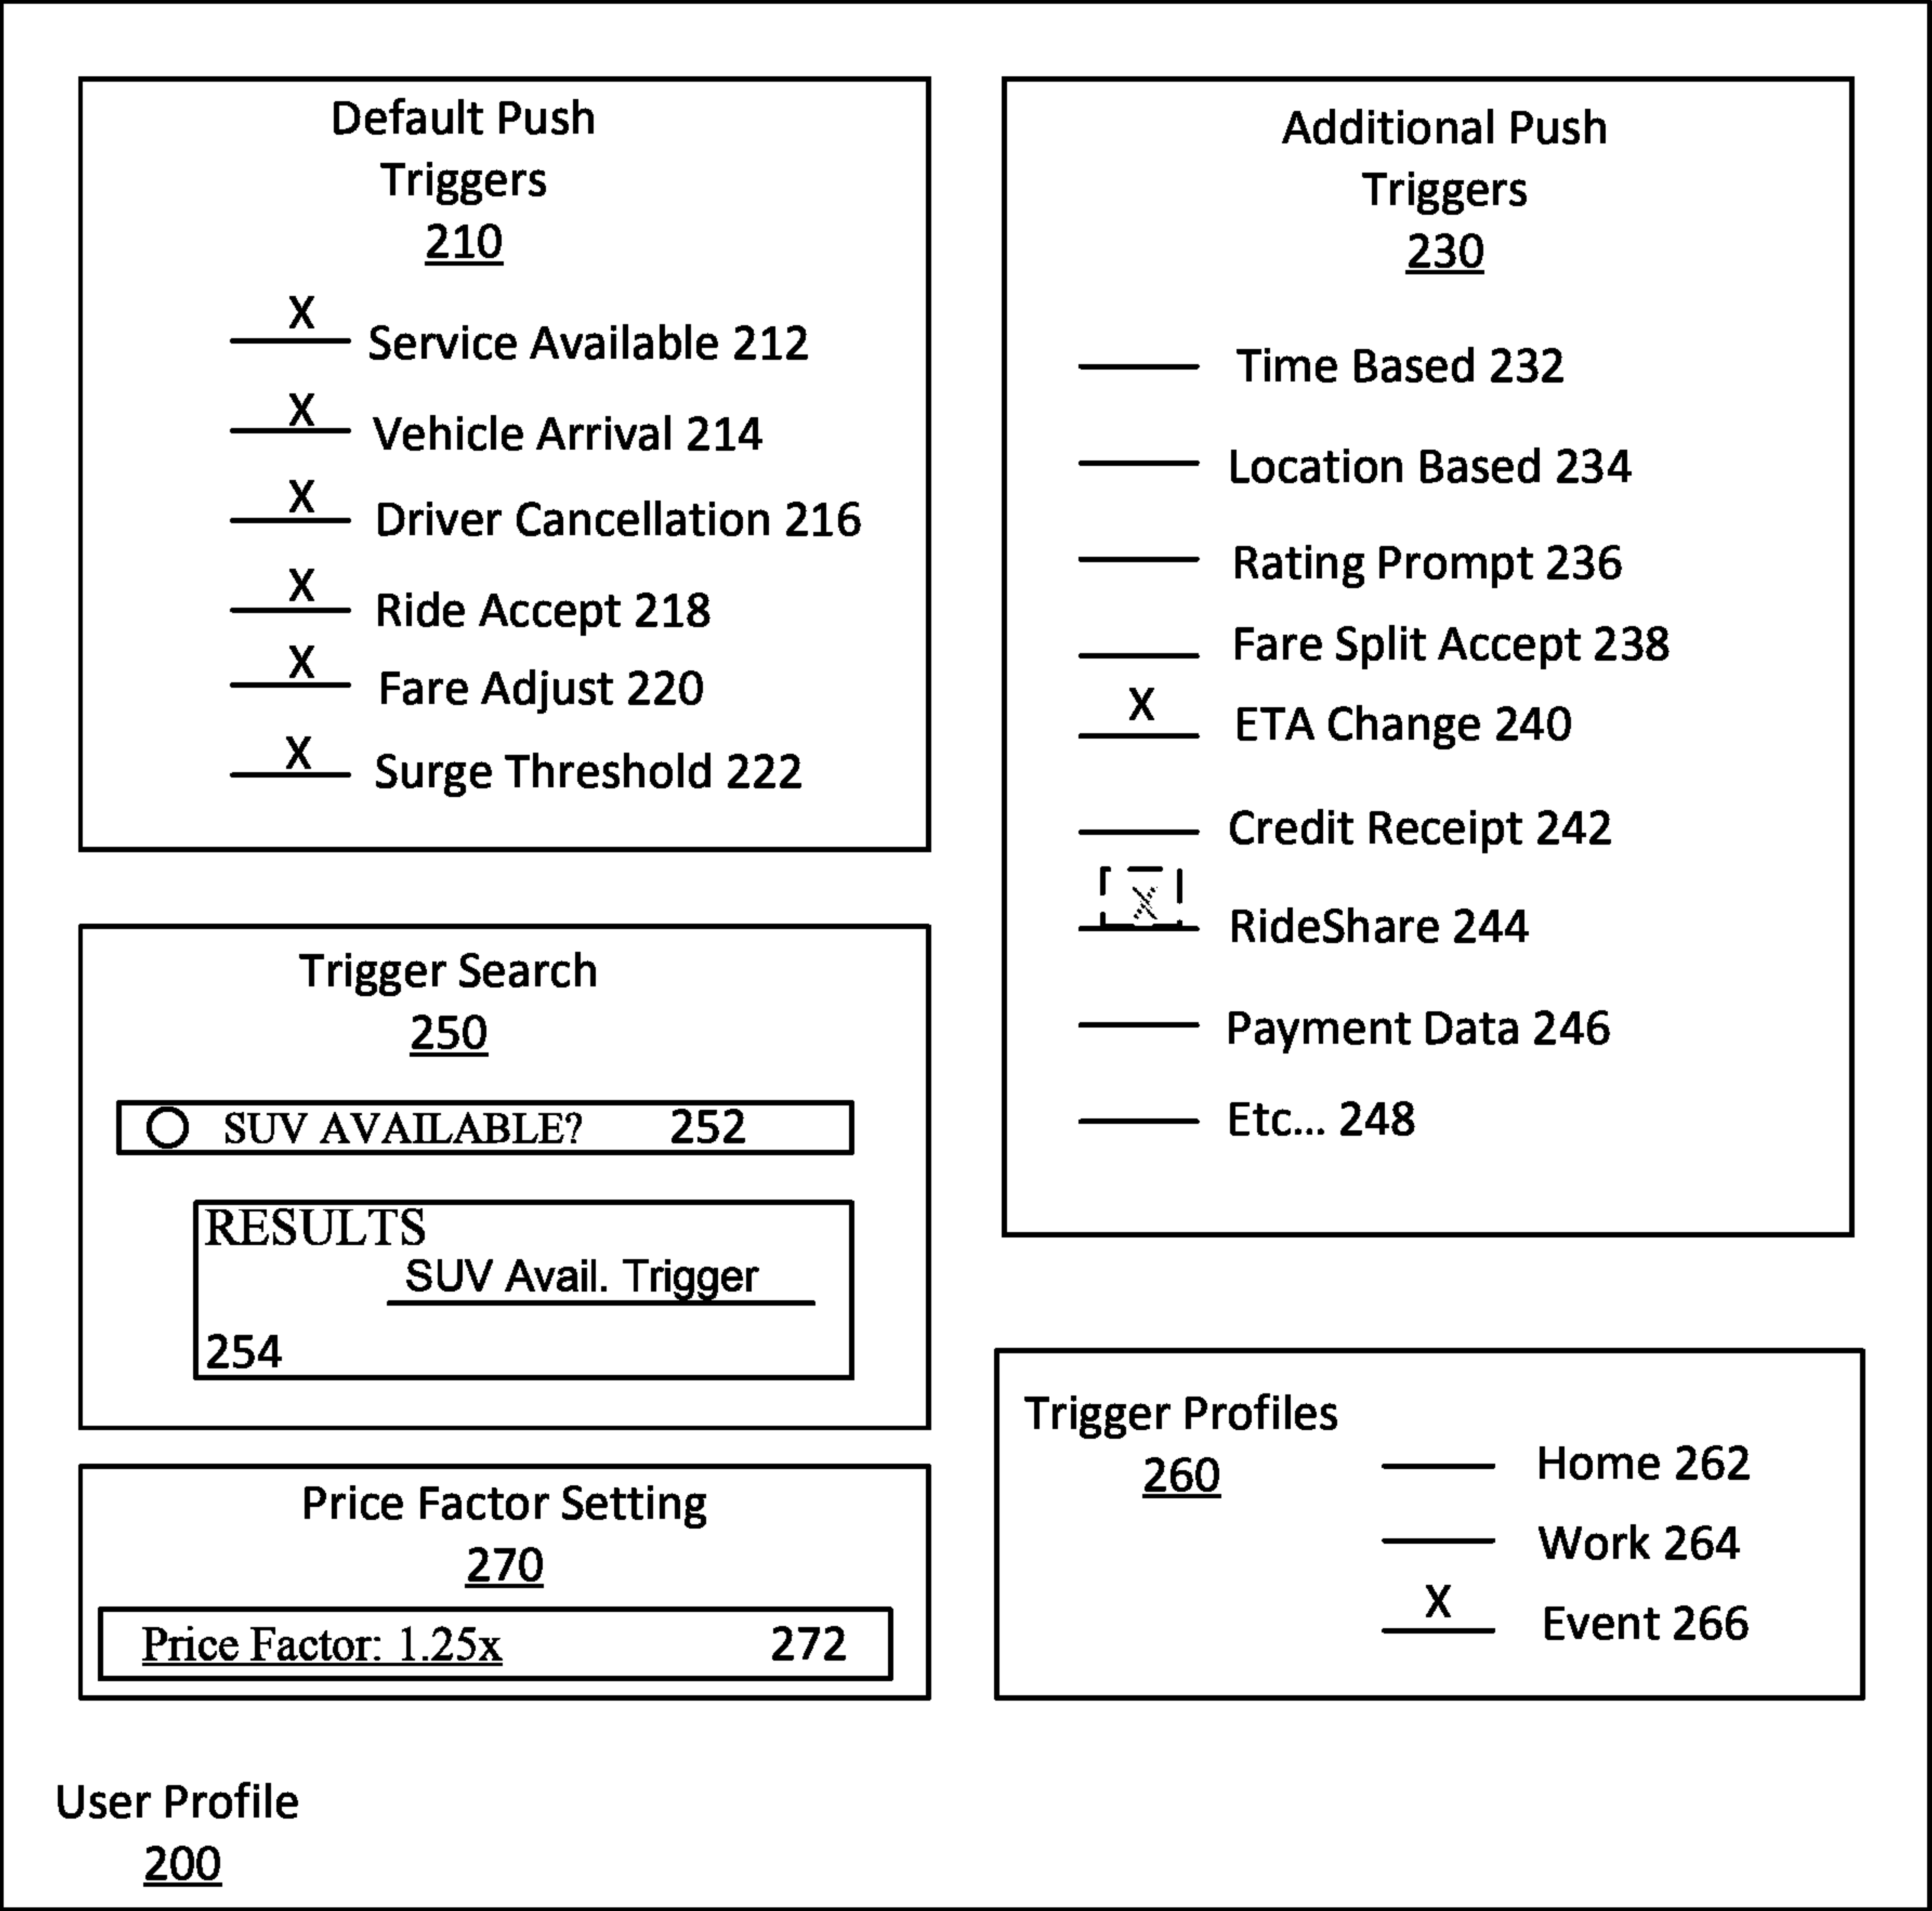 Default Push
Triggers
210
X Service Available 212
X Vehicle Arrival 214
X Driver Cancellation 216
X Ride Accept 218
X Fare Adjust 220
X Surge Threshold 222
Additional Push
Triggers
230
Time Based 232
Location Based 234
Rating Prompt 236
Fare Split Accept 238
X ETA Change 240
Credit Receipt 242
X RideShare 244
Payment Data 246
Etc... 248
Trigger Search
250
SUV AVAILABLE? 252
RESULTS
SUV Avail. Trigger
254
Trigger Profiles
260
Home 262
Work 264
X Event 266
Price Factor Setting
270
Price Factor: 1.25x 272
User Profile
200